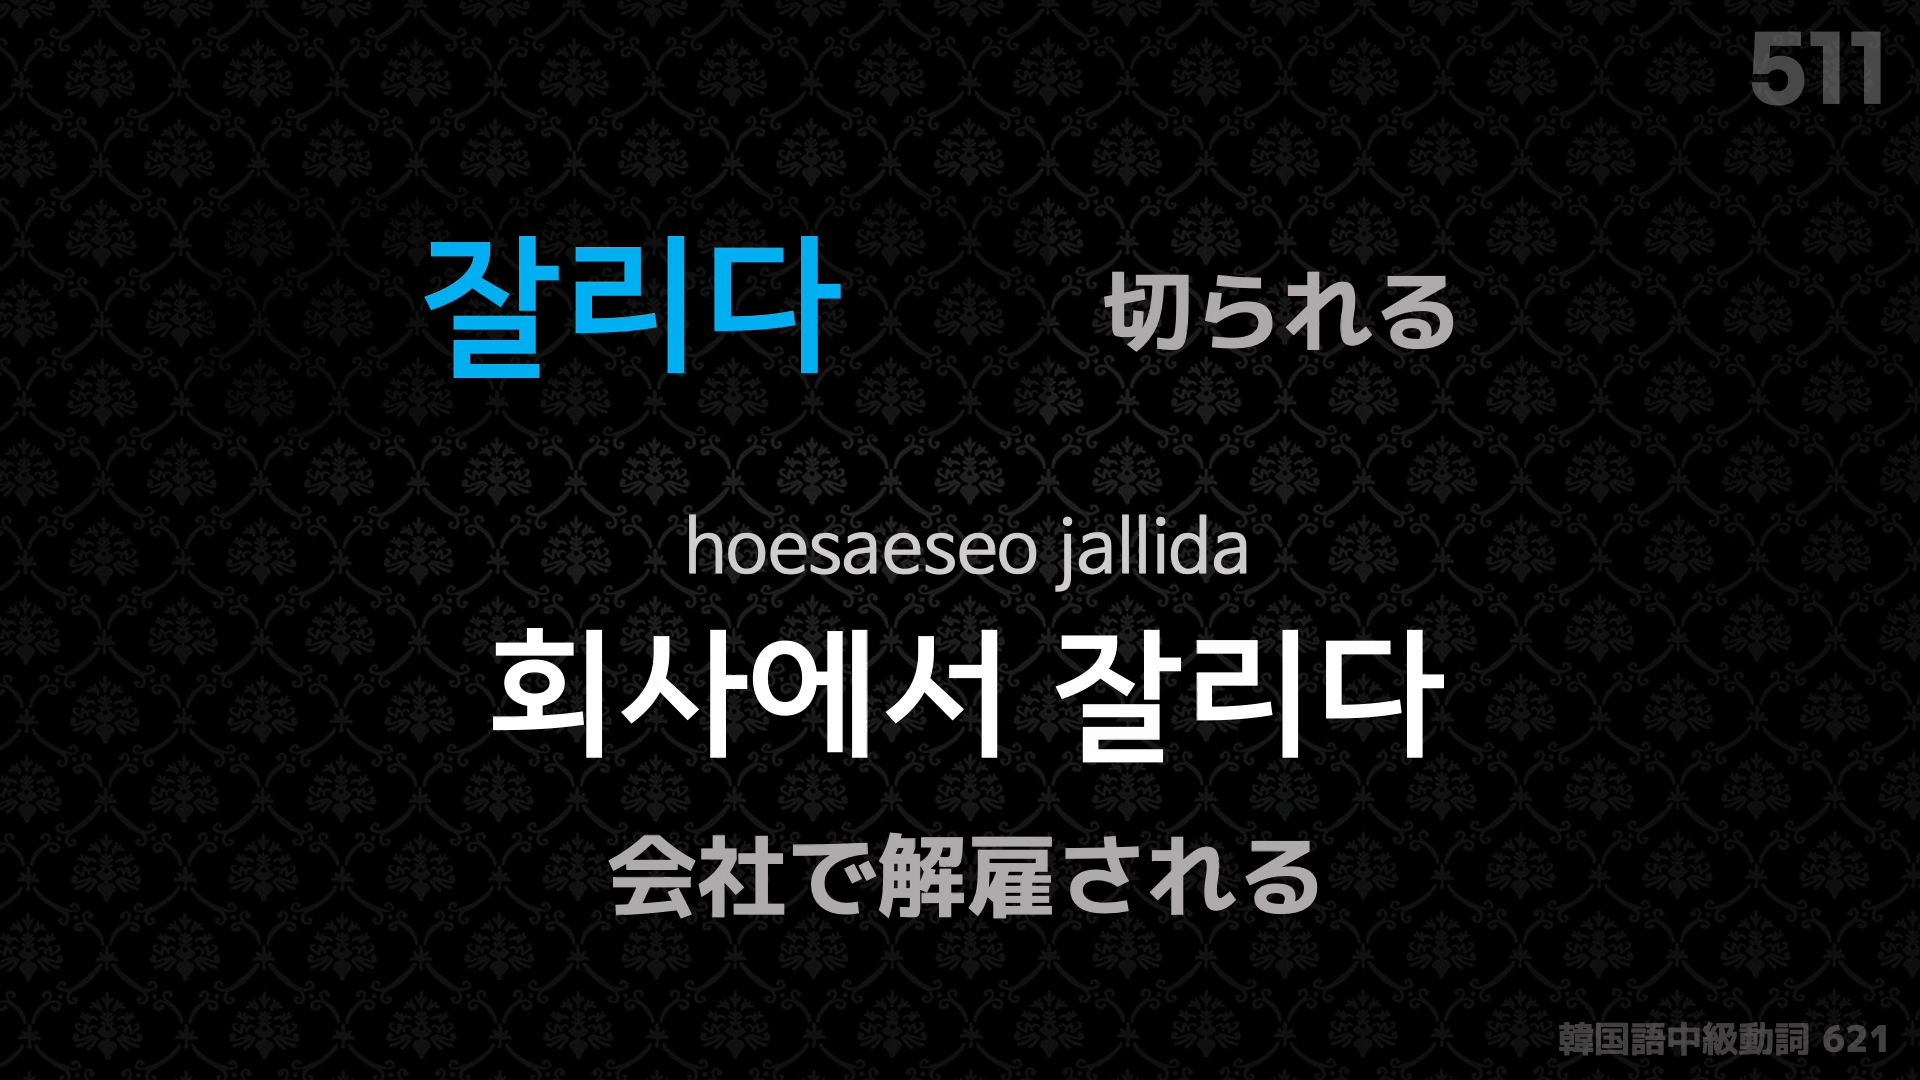 511
잘리다 切られる
hoesaeseo jallida
회사에서 잘리다
会社で解雇される
韓国語中級動詞 621